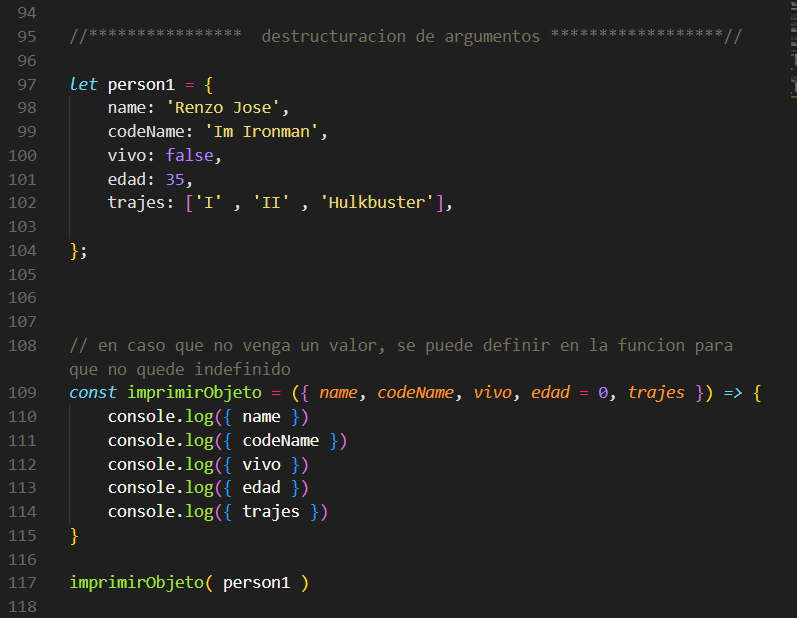 94
95 //**************** destructuracion de argumentos ******************//
96
97 let person1 = {
98 name: 'Renzo Jose',
99 codeName: 'Im Ironman',
100 vivo: false,
101 edad: 35,
102 trajes: ['I' , 'II' , 'Hulkbuster'],
103
104 };
105
106
107
108 // en caso que no venga un valor, se puede definir en la funcion para
que no quede indefinido
109 const imprimirObjeto = ({ name, codeName, vivo, edad = 0, trajes }) => {
110 console.log({ name })
111 console.log({ codeName })
112 console.log({ vivo })
113 console.log({ edad })
114 console.log({ trajes })
115 }
116
117 imprimirObjeto( person1 )
118